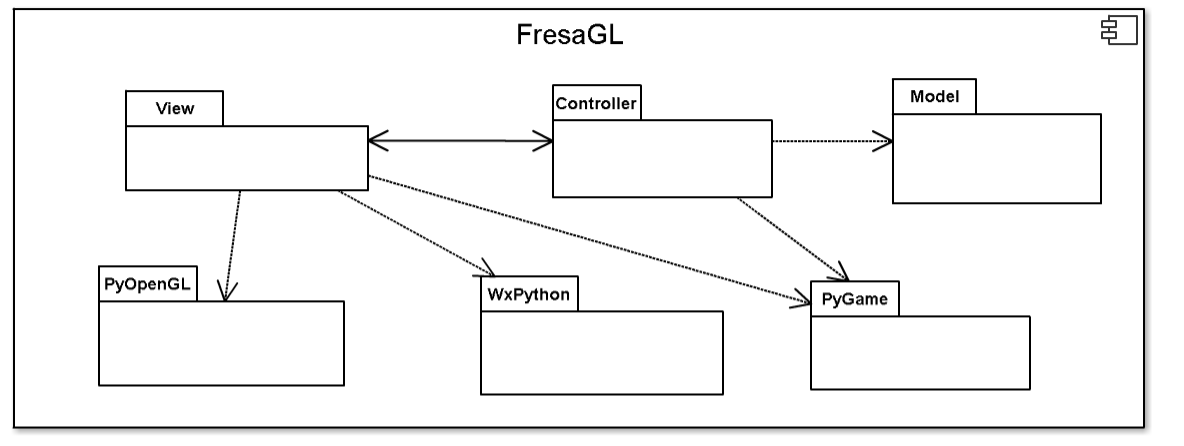 FresaGL
View
Controller
Model
PyOpenGL
WxPython
PyGame